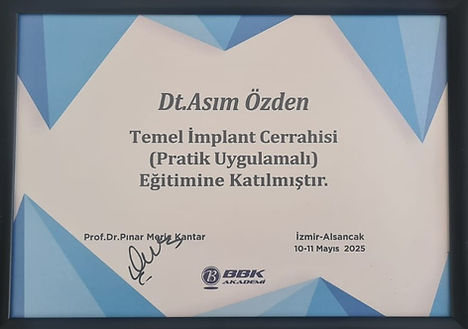 Dt.Asım Özden
Temel İmplant Cerrahisi
(Pratik Uygulamalı)
Eğitimine Katılmıştır.
Prof.Dr.Pınar Meriç Kantar
İzmir-Alsancak
10-11 Mayıs 2025
B BBK
AKADEMİ